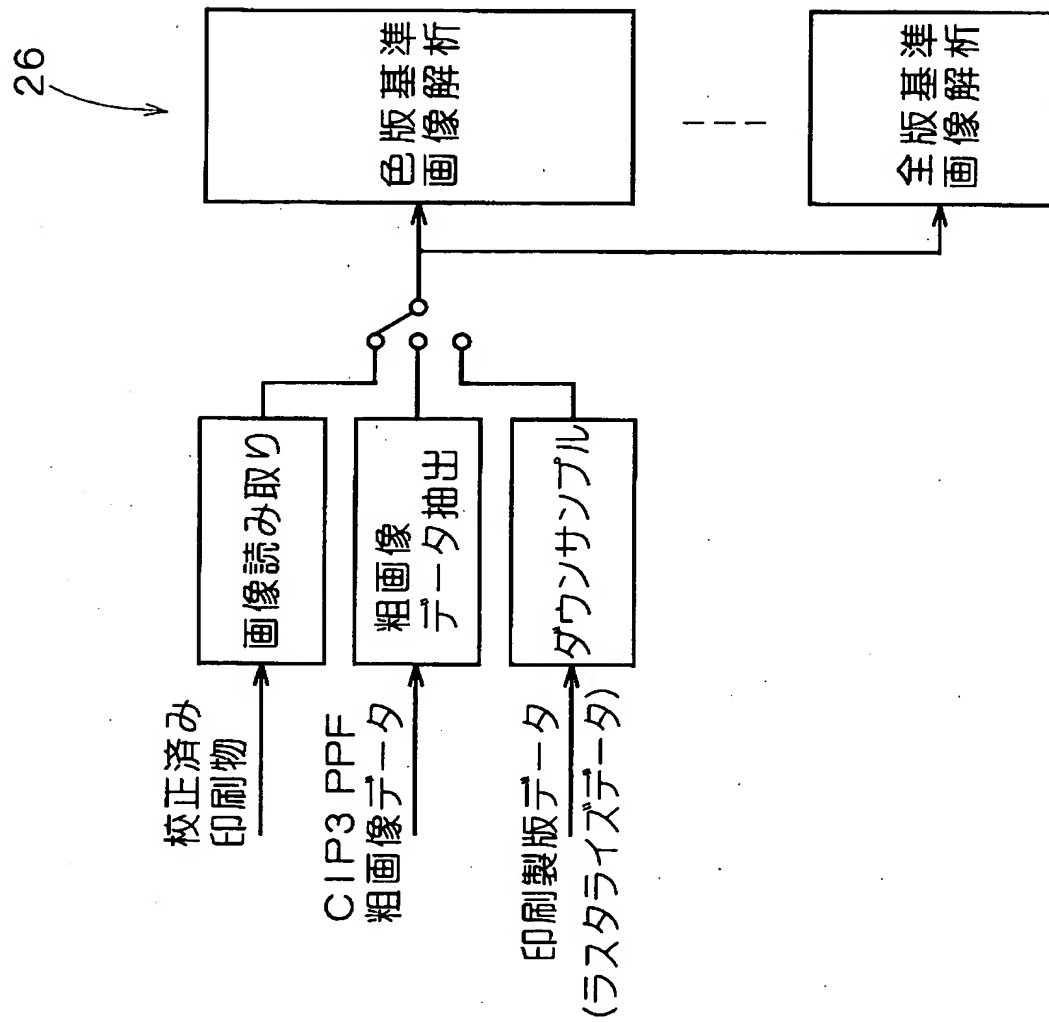 26
校正済み
印刷物
画像読み取り
CIP3 PPF
粗画像データ
粗画像
データ抽出
印刷製版データ
(ラスタライズデータ)
ダウンサンプル
色版基準
画像解析
全版基準
画像解析